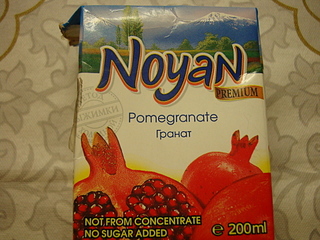 Noyan
PREMIUM
Pomegranate
Гранат
NOT FROM CONCENTRATE
NO SUGAR ADDED
e 200ml